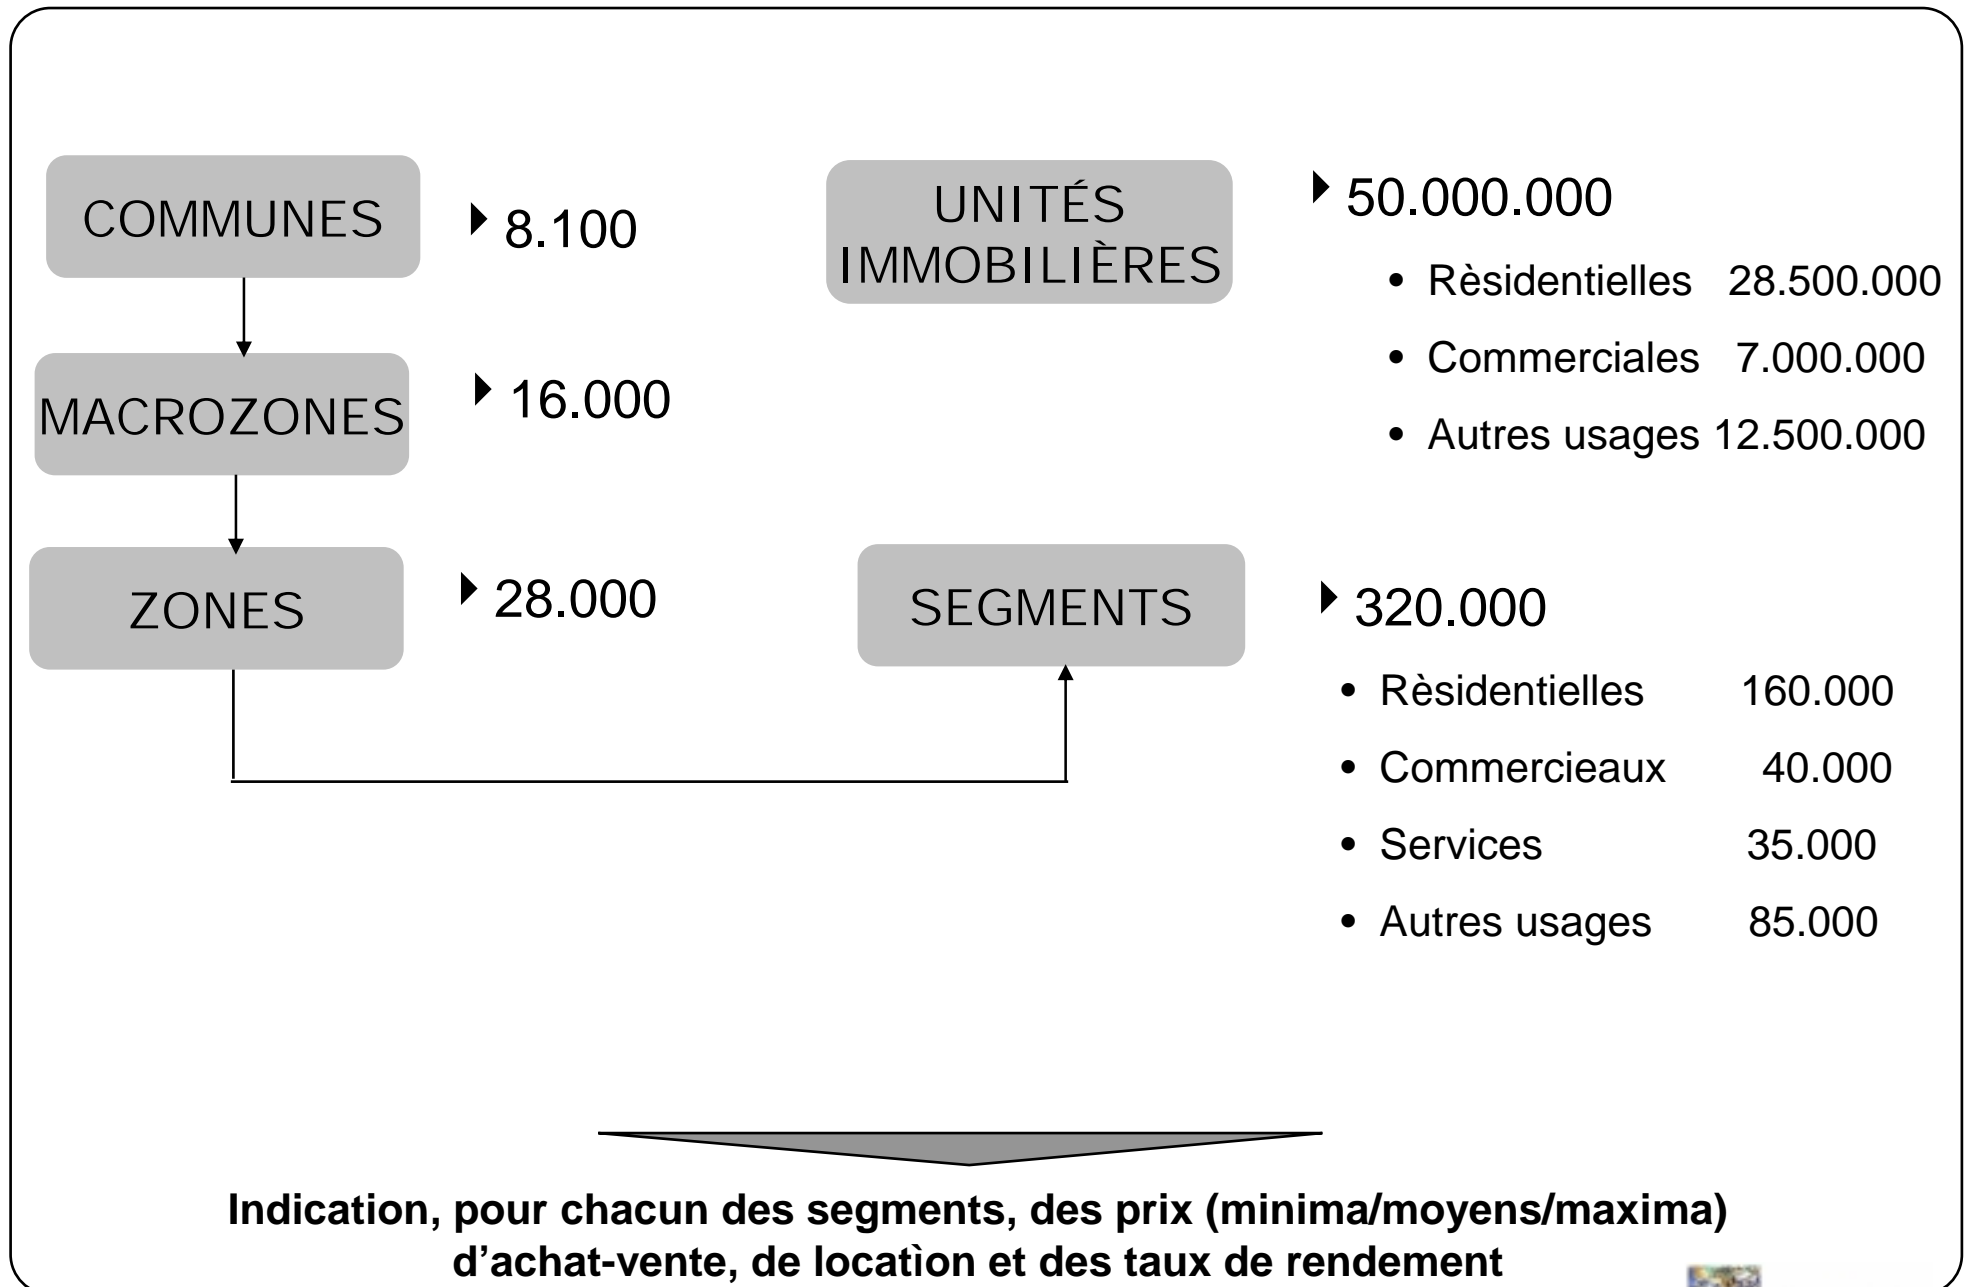 COMMUNES
8.100
MACROZONES
16.000
ZONES
28.000
UNITÉS
IMMOBILIÈRES
50.000.000
• Rèsidentielles 28.500.000
• Commerciales 7.000.000
• Autres usages 12.500.000
SEGMENTS
320.000
• Rèsidentielles 160.000
• Commercieaux 40.000
• Services 35.000
• Autres usages 85.000
Indication, pour chacun des segments, des prix (minima/moyens/maxima)
d’achat-vente, de locatìon et des taux de rendement